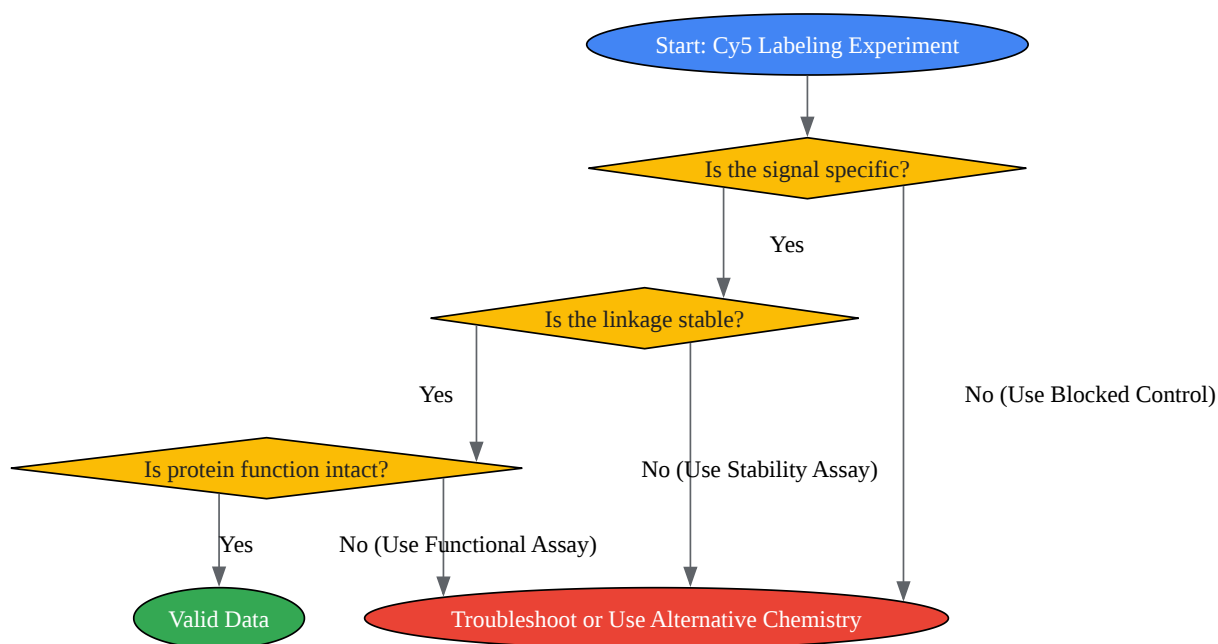 Start: Cy5 Labeling Experiment
Is the signal specific?
Yes
Is the linkage stable?
Yes
No (Use Blocked Control)
Is protein function intact?
No (Use Stability Assay)
Yes
No (Use Functional Assay)
Valid Data
Troubleshoot or Use Alternative Chemistry